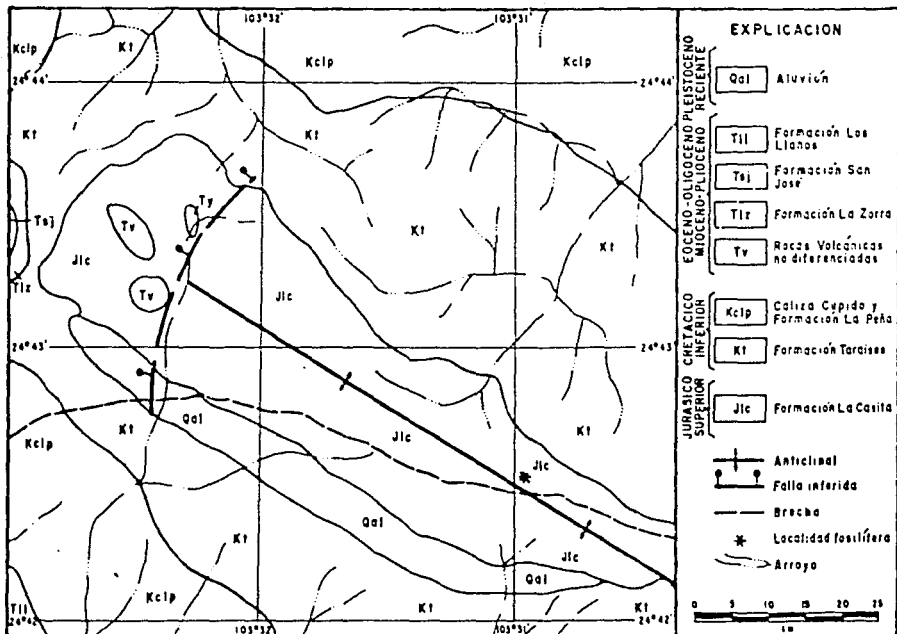 103°32'
103°31'
Kclp
Kt
Kclp
Kclp
24°44'
24°44'
Kt
Kt
Kt
Ty
Tsj
Tv
Jlc
Tlz
Tv
Jlc
24°43'
24°43'
Kt
Qal
Kt
Kclp
Jlc
Jlc
Qal
Kt
Jlc
Qal
Kclp
Kt
Kt
Tll
24°42'
103°32'
103°31'
24°42'
EXPLICACION
PLEISTOCENO RECIENTE
Qal Aluvión
EOCENO-OLIGOCENO MIOCENO-PLIOCENO
Tll Formación Los Llanos
Tsj Formación San José
Tlz Formación La Zorra
Tv Rocas Volcánicas no diferenciadas
CRETACICO INFERIOR
Kclp Caliza Cupido y Formación La Peña
Kt Formación Taraises
JURASICO SUPERIOR
Jlc Formación La Casita
Anticlinal
Falla inferida
Brecha
Localidad fosilífera
Arroyo
0 5 10 15 20 25